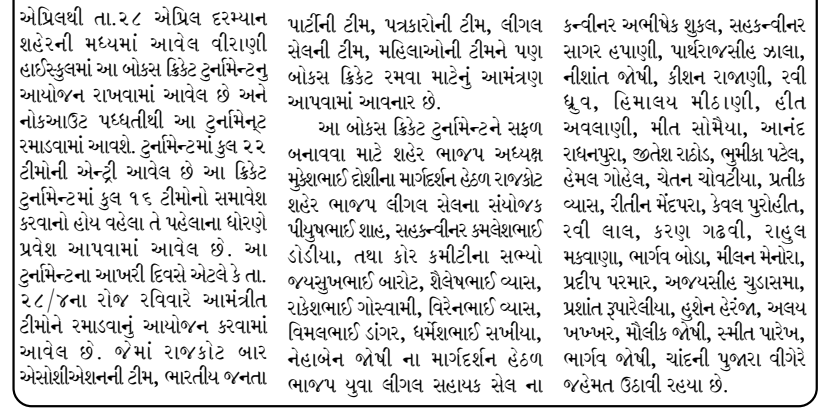 એપ્રિલથી તા.૨૮ એપ્રિલ દરમ્યાન
શહેરની મધ્યમાં આવેલ વીરાણી
હાઈસ્કુલમાં આ બોકસ ક્રિકેટ ટુર્નામેન્ટનુ
આયોજન રાખવામાં આવેલ છે અને
નોકઆઉટ પધ્ધતીથી આ ટુર્નામેન્ટ
રમાડવામાં આવશે. ટુર્નામેન્ટમાં કુલ ૨૨
ટીમોની એન્ટ્રી આવેલ છે આ ક્રિકેટ
ટુર્નામેન્ટમાં કુલ ૧૬ ટીમોનો સમાવેશ
કરવાનો હોય વહેલા તે પહેલાના ધોરણે
પ્રવેશ આપવામાં આવેલ છે. આ
ટુર્નામેન્ટના આખરી દિવસે એટલે કે તા.
૨૮/૪ના રોજ રવિવારે આમંત્રીત
ટીમોને રમાડવાનું આયોજન કરવામાં
આવેલ છે. જેમાં રાજકોટ બાર
એસોશીએશનની ટીમ, ભારતીય જનતા
પાર્ટીની ટીમ, પત્રકારોની ટીમ, લીગલ
સેલની ટીમ, મહિલાઓની ટીમને પણ
બોકસ ક્રિકેટ રમવા માટેનું આમંત્રણ
આપવામાં આવનાર છે.
આ બોકસ ક્રિકેટ ટુર્નામેન્ટને સફળ
બનાવવા માટે શહેર ભાજપ અધ્યક્ષ
મુકેશભાઈ દોશીના માર્ગદર્શન હેઠળ રાજકોટ
શહેર ભાજપ લીગલ સેલના સંયોજક
પીયુષભાઈ શાહ, સહકન્વીનર કમલેશભાઈ
ડોડીયા, તથા કોર કમીટીના સભ્યો
જયસુખભાઈ બારોટ, શૈલેષભાઈ વ્યાસ,
રાકેશભાઈ ગોસ્વામી, વિરેનભાઈ વ્યાસ,
વિમલભાઈ ડાંગર, ધર્મેશભાઈ સખીયા,
નેહાબેન જોષી ના માર્ગદર્શન હેઠળ
ભાજપ યુવા લીગલ સહાયક સેલ ના
કન્વીનર અભીષેક શુકલ, સહકન્વીનર
સાગર હપાણી, પાર્થરાજસીહ ઝાલા,
નીશાંત જોષી, કીશન રાજાણી, રવી
ધ્રુવ, હિમાલય મીઠાણી, હીત
અવલાણી, મીત સોમૈયા, આનંદ
રાધનપુરા, જીતેશ રાઠોડ, ભુમીકા પટેલ,
હેમલ ગોહેલ, ચેતન ચોવટીયા, પ્રતીક
વ્યાસ, રીતીન મેંદપરા, કેવલ પુરોહીત,
રવી લાલ, કરણ ગઢવી, રાહુલ
મકવાણા, ભાર્ગવ બોડા, મીલન મેનોરા,
પ્રદીપ પરમાર, અજયસીહ ચુડાસમા,
પ્રશાંત રૂપારેલીયા, હુશેન હેરંજા, અલય
ખખ્ખર, મૌલીક જોષી, સ્મીત પારેખ,
ભાર્ગવ જોષી, ચાંદની પુજારા વીગેરે
જહેમત ઉઠાવી રહયા છે.